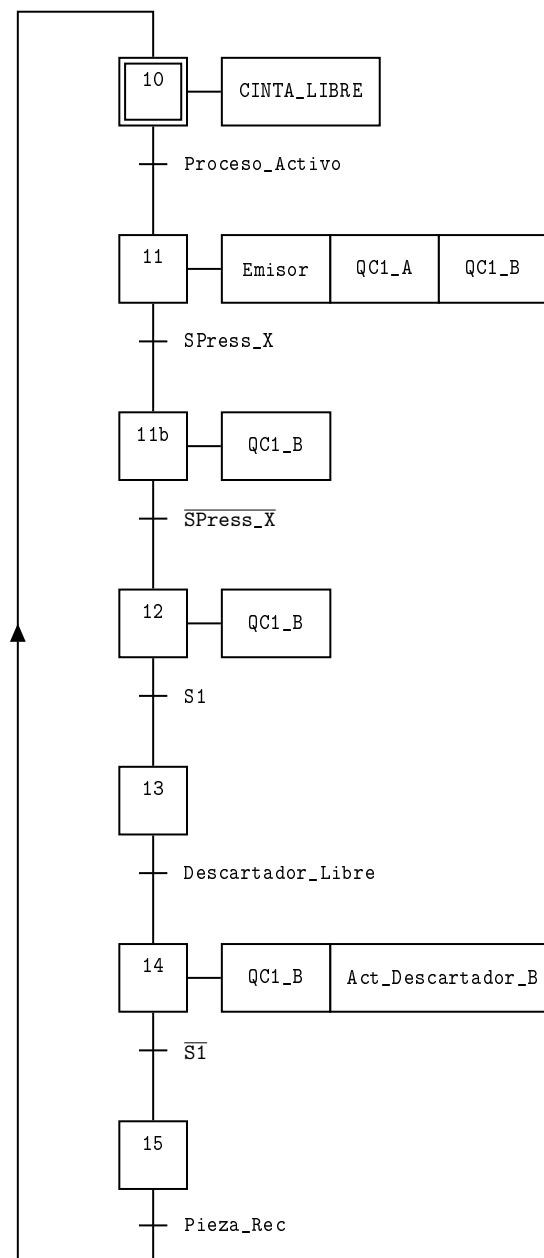 10
CINTA_LIBRE
Proceso_Activo
11
Emisor
QC1_A
QC1_B
SPress_X
11b
QC1_B
SPress_X
12
QC1_B
S1
13
Descartador_Libre
14
QC1_B
Act_Descartador_B
S1
15
Pieza_Rec